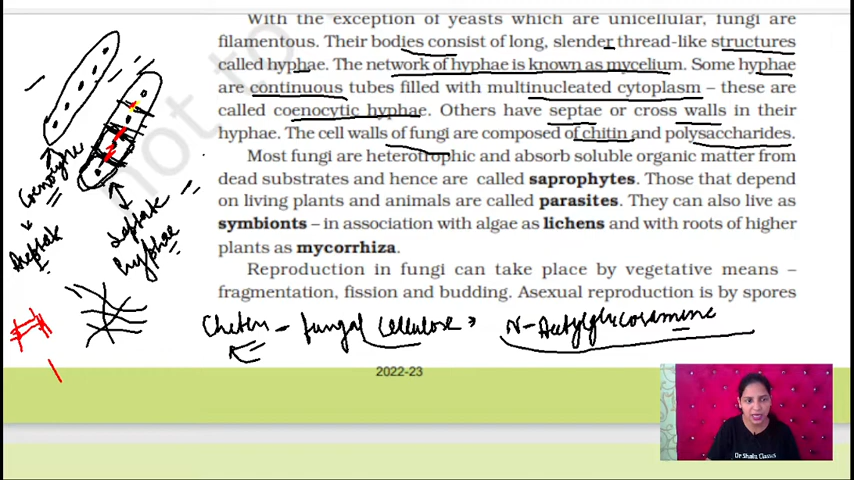 With the exception of yeasts which are unicellular, fungi are
filamentous. Their bodies consist of long, slender thread-like structures
called hyphae. The network of hyphae is known as mycelium. Some hyphae
are continuous tubes filled with multinucleated cytoplasm – these are
called coenocytic hyphae. Others have septae or cross walls in their
hyphae. The cell walls of fungi are composed of chitin and polysaccharides.
Most fungi are heterotrophic and absorb soluble organic matter from
dead substrates and hence are called saprophytes. Those that depend
on living plants and animals are called parasites. They can also live as
symbionts – in association with algae as lichens and with roots of higher
plants as mycorrhiza.
Reproduction in fungi can take place by vegetative means –
fragmentation, fission and budding. Asexual reproduction is by spores
Aseptate
Septate
hyphae
Chitin - fungal cellulose → N-Acetylglucosamine
2022-23
not to
Dr Shaliz Classes